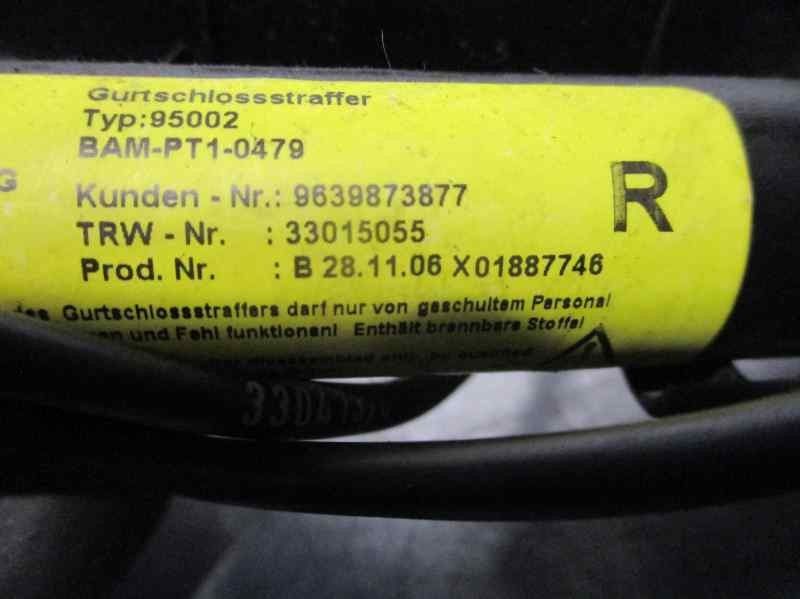 Gurtschlossstraffer
Typ:95002
BAM-PT1-0479
G
Kunden - Nr.: 9639873877
R
TRW - Nr. : 33015055
Prod. Nr. : B 28.11.06 X01887746
des Gurtschlossstraffers darf nur von geschultem Personal
und Fehl funktionen! Enthält brennbare Stoffe!